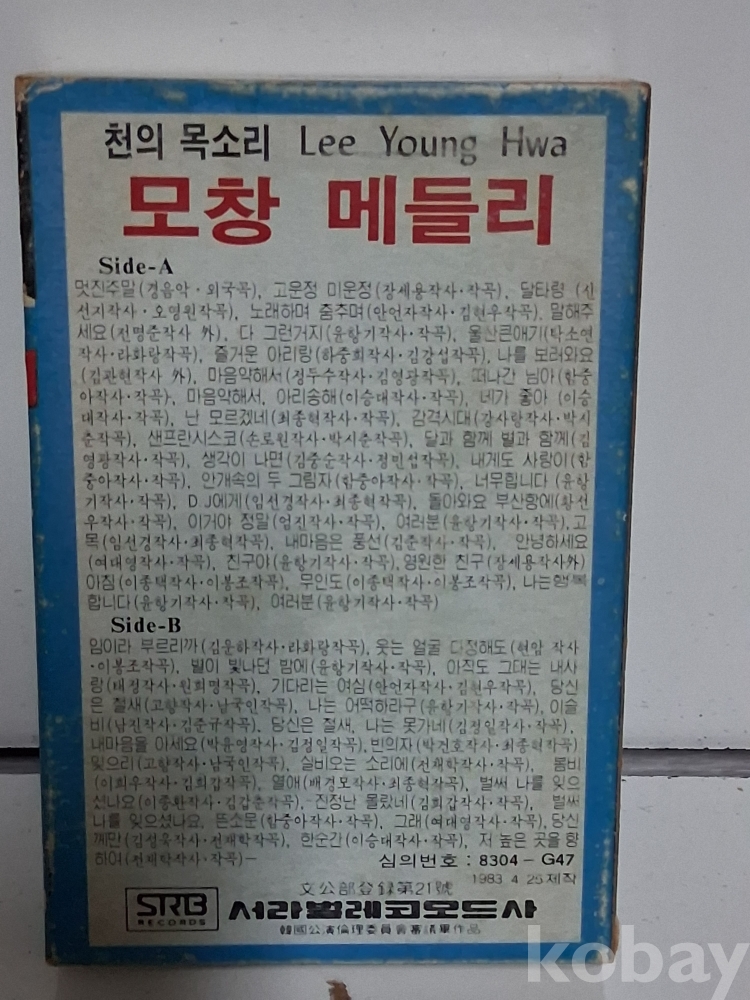 천의 목소리 Lee Young Hwa
모창 메들리
Side-A
멋진주말(경음악·외국곡), 고운정 미운정(장세용작사·작곡), 달타령 (신
선지작사·오영원작곡), 노래하며 춤추며(안언자작사·김현우작곡), 말해주
세요(전명준작사 外), 다 그런거지(윤항기작사·작곡), 울산큰애기(탁소연
작사·라화랑작곡), 즐거운 아리랑(하중희작사·김강섭작곡), 나를 보러와요
(김관현작사 外), 마음약해서(정두수작사·김영광작곡), 떠나간 님아(함중
아작사·작곡), 마음약해서, 아리송해(이승대작사·작곡), 네가 좋아 (이승
대작사·작곡), 난 모르겠네(최종혁작사·작곡), 감격시대(강사랑작사·박시
춘작곡), 샌프란시스코(손로원작사·박시춘작곡), 달과 함께 별과 함께(김
영광작사·작곡), 생각이 나면(김중순작사·정민섭작곡), 내게도 사랑이(함
중아작사·작곡), 안개속의 두 그림자(함중아작사·작곡), 너무합니다 (윤항
기작사·작곡), DJ에게(임선경작사·최종혁작곡), 돌아와요 부산항에(황선
우작사·작곡), 이거야 정말(엄진작사·작곡), 여러분(윤항기작사·작곡),고
목(임선경작사·최종혁작곡), 내마음은 풍선(김준작사·작곡), 안녕하세요
(여대영작사·작곡), 친구야(윤항기작사·작곡),영원한 친구(장세용작사外)
아침(이종택작사·이봉조작곡), 무인도(이종택작사·이봉조작곡), 나는행복
합니다(윤항기작사·작곡), 여러분(윤항기작사·작곡)
Side-B
임이라 부르리까(김운하작사·라화랑작곡), 웃는 얼굴 다정해도(현암 작사
·이봉조작곡), 별이 빛나던 밤에(윤항기작사·작곡), 아직도 그대는 내사
랑(태정작사·원희명작곡), 기다리는 여심(안언자작사·김현우작곡), 당신
은 철새(고향작사·남국인작곡), 나는 어떡하라구(윤항기작사·작곡), 이슬
비(남진작사·김준규작곡), 당신은 철새, 나는 못가네(김정일작사·작곡),
내마음을 아세요(박윤영작사·김정일작곡), 빈의자(박건호작사·최종혁작곡)
잊으리(고향작사·남국인작곡), 실비오는 소리에(전재학작사·작곡), 봄비
(이희우작사·김희갑작곡), 열애(배경모작사·최종혁작곡), 벌써 나를 잊으
셨나요(이종환작사·김갑춘작곡), 진정난 몰랐네(김희갑작사·작곡), 벌써
나를 잊으셨나요, 뜬소문(함중아작사·작곡), 그래(여대영작사·작곡), 당신
께만(김성욱작사·전재학작곡), 한순간(이승대작사·작곡), 저 높은 곳을 향
하여(전재학작사·작곡)–
심의번호 : 8304 – G47
1983. 4. 25 제작
文公部登録第21號
SRB RECORDS 서라벌레코오드사
韓國公演倫理委員會審議畢作品
kobay